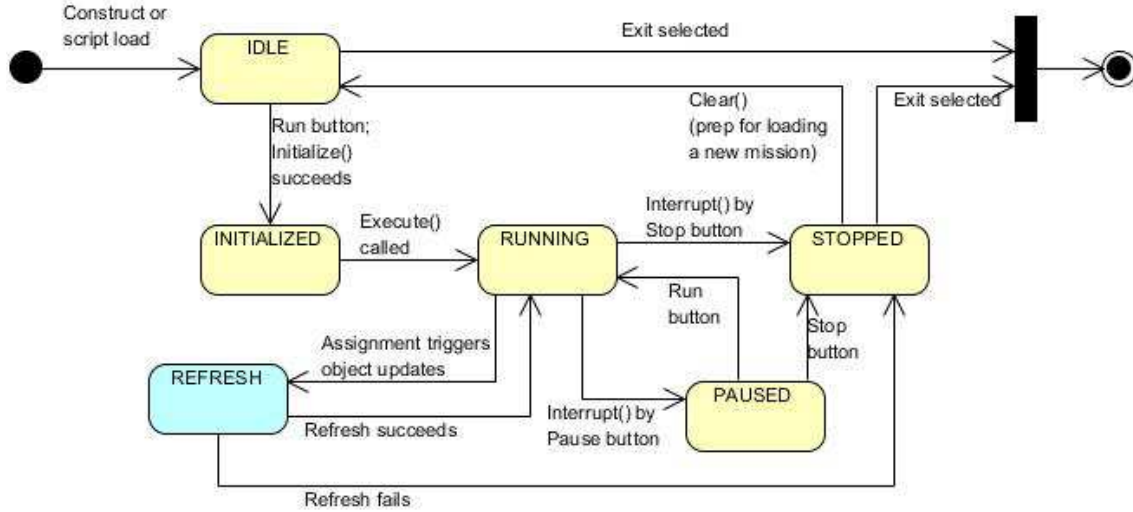 Construct or
script load
IDLE
Exit selected
Clear()
(prep for loading
a new mission)
Exit selected
Run button;
Initialize()
succeeds
INITIALIZED
Execute()
called
RUNNING
Interrupt() by
Stop button
STOPPED
Run
button
Stop
button
Assignment triggers
object updates
REFRESH
Refresh succeeds
Interrupt() by
Pause button
PAUSED
Refresh fails